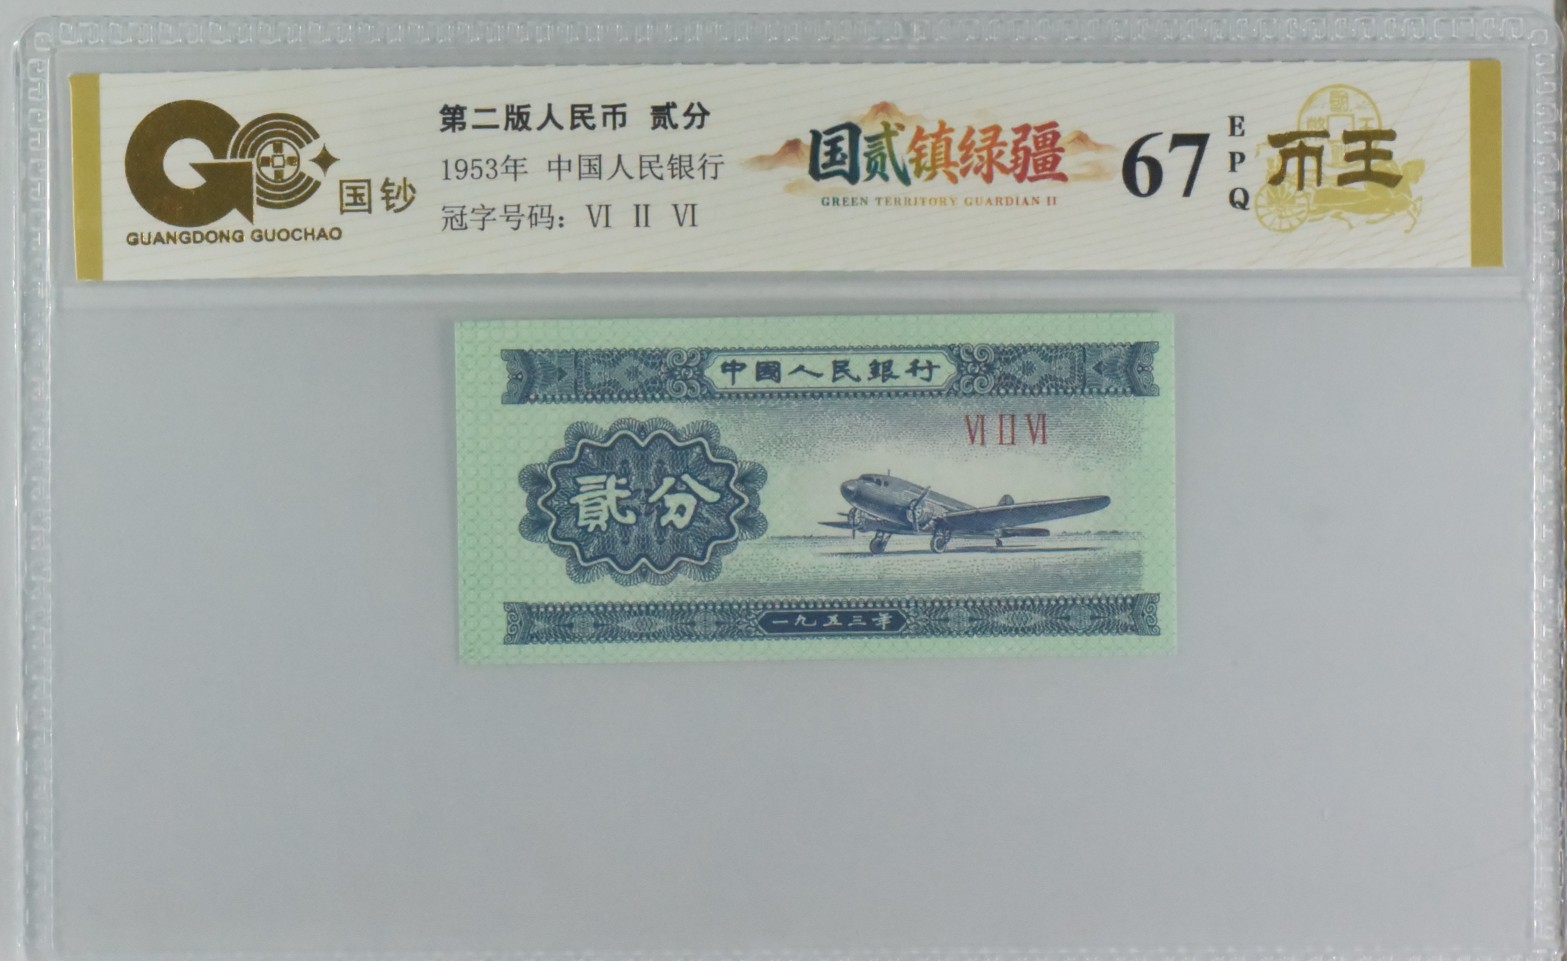 国钞
GUANGDONG GUOCHAO
第二版人民币 贰分
1953年 中国人民银行
冠字号码：Ⅵ Ⅱ Ⅵ
国贰镇绿疆
GREEN TERRITORY GUARDIAN II
67
EPQ
币王
中國人民銀行
Ⅵ Ⅱ Ⅵ
貳分
一九五三年